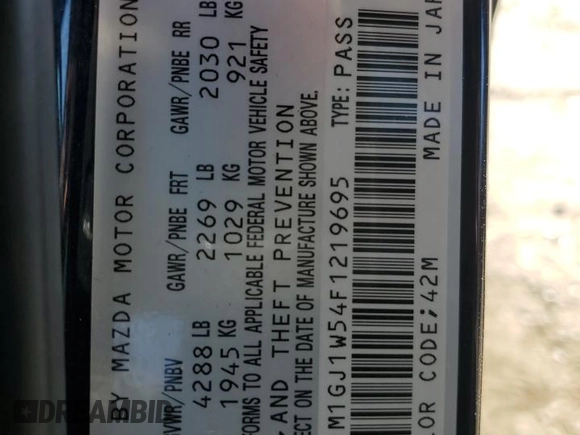 BY MAZDA MOTOR CORPORATION
VWR/PNBV GAWR/PNBE FRT GAWR/PNBE RR
4288 LB 2269 LB 2030 LB
1945 KG 1029 KG 921 KG
FORMS TO ALL APPLICABLE FEDERAL MOTOR VEHICLE SAFETY
AND THEFT PREVENTION
ECT ON THE DATE OF MANUFACTURE SHOWN ABOVE.
M1GJ1W54F1219695 TYPE: PASS
OR CODE;42M MADE IN JAP
DREAMBID